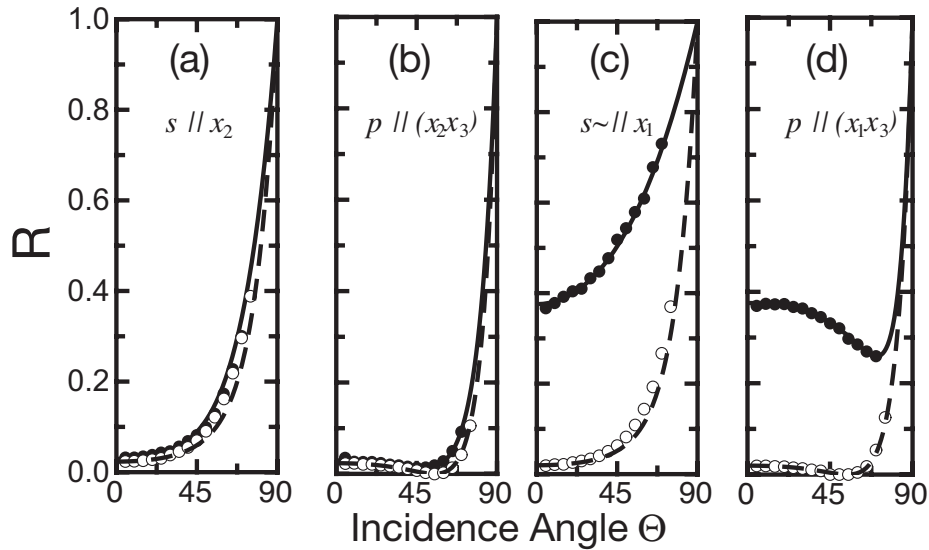 1.0
0.8
0.6
0.4
0.2
0.0
R
(a)
s // x2
(b)
p // (x2x3)
(c)
s~// x1
(d)
p // (x1x3)
0 45 90 0 45 90 0 45 90 0 45 90
Incidence Angle Θ